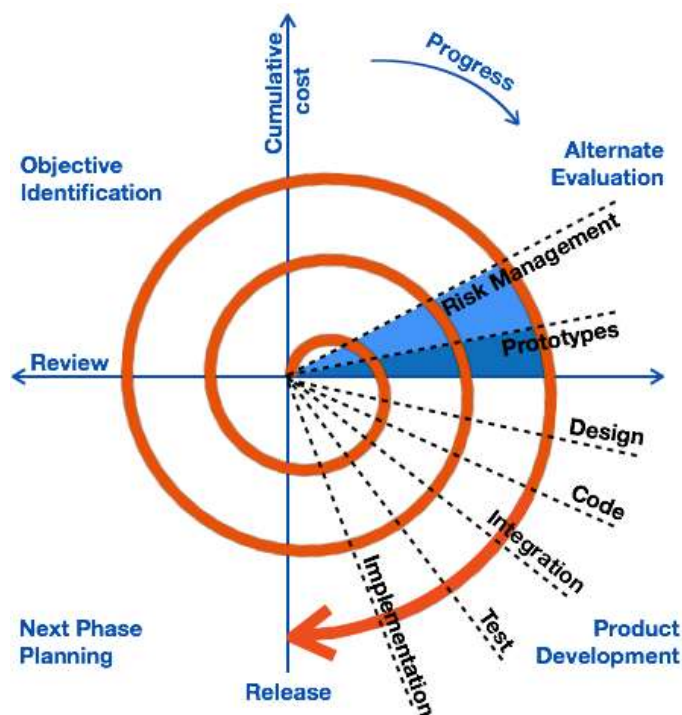 Cumulative
cost
Progress
Objective
Identification
Alternate
Evaluation
Risk Management
Prototypes
Review
Design
Code
Integration
Test
Implementation
Next Phase
Planning
Product
Development
Release